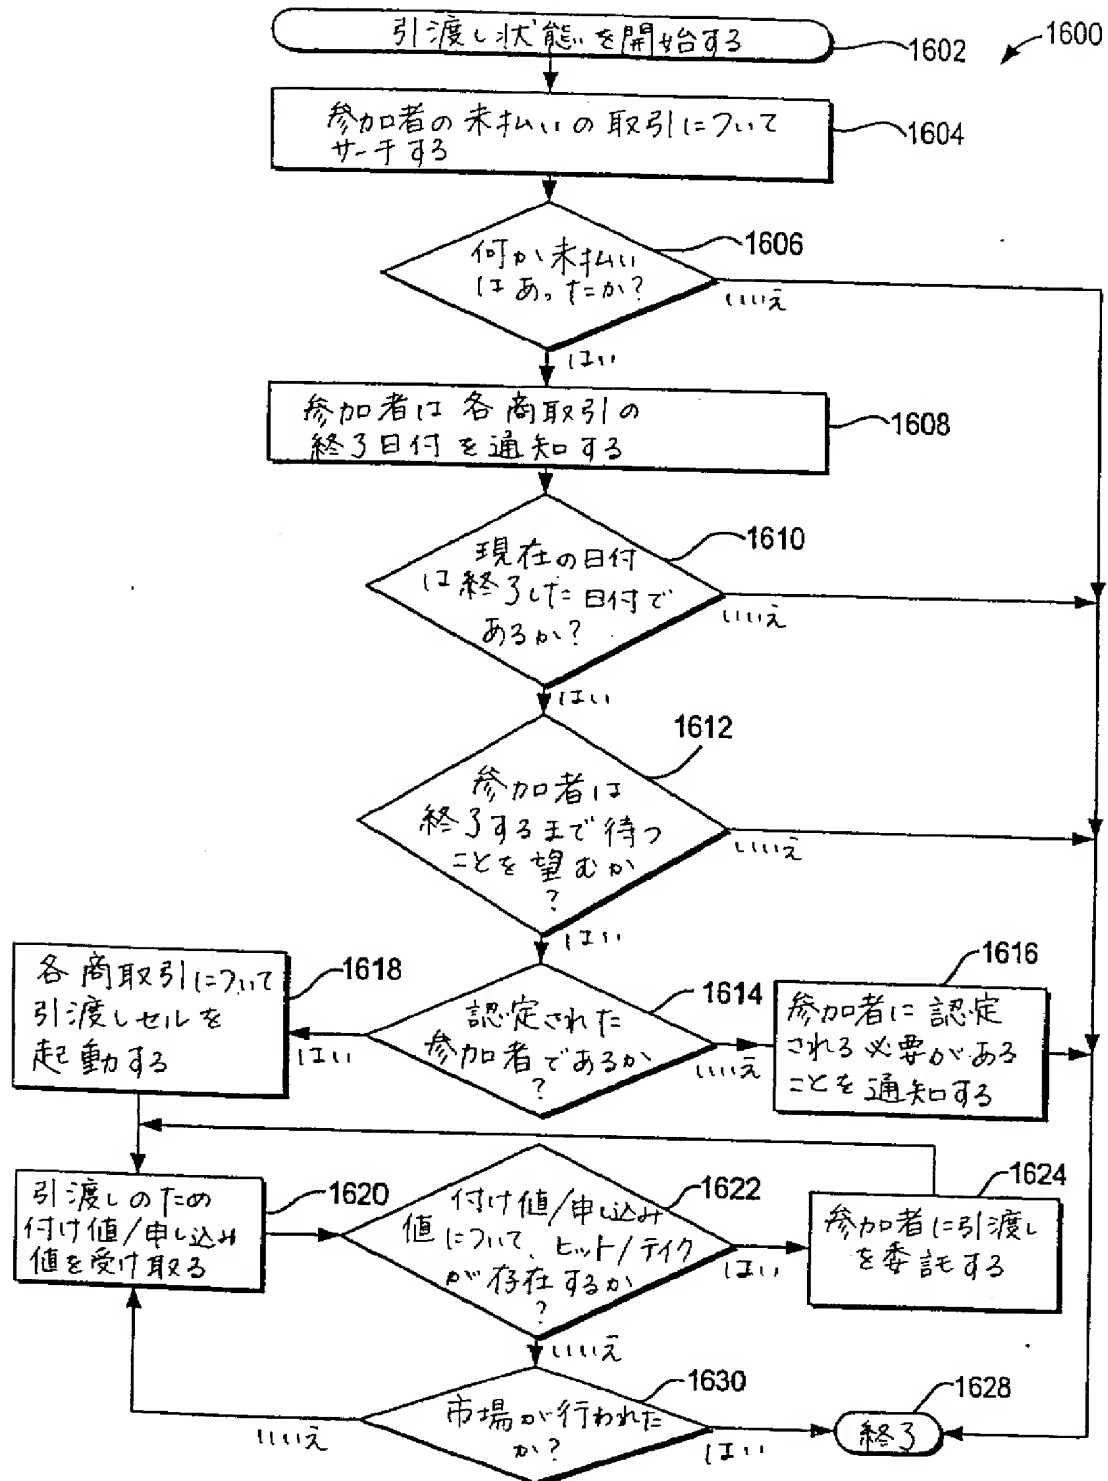 引渡し状態を開始する
1602
1600
参加者の未払いの取引について
サーチする
1604
何か未払い
はあったか?
1606
いいえ
はい
参加者は各商取引の
終了日付を通知する
1608
現在の日付
は終了した日付で
あるか?
1610
いいえ
はい
参加者は
終了するまで待つ
ことを望むか
?
1612
いいえ
はい
認定された
参加者であるか
?
1614
いいえ
はい
参加者に認定
される必要がある
ことを通知する
1616
各商取引について
引渡しセルを
起動する
1618
引渡しのため
付け値/申し込み
値を受け取る
1620
付け値/申し込み
値について、ヒット/テイク
が存在するか
?
1622
はい
いいえ
参加者に引渡し
を委託する
1624
市場が行われた
か?
1630
いいえ
はい
終了
1628